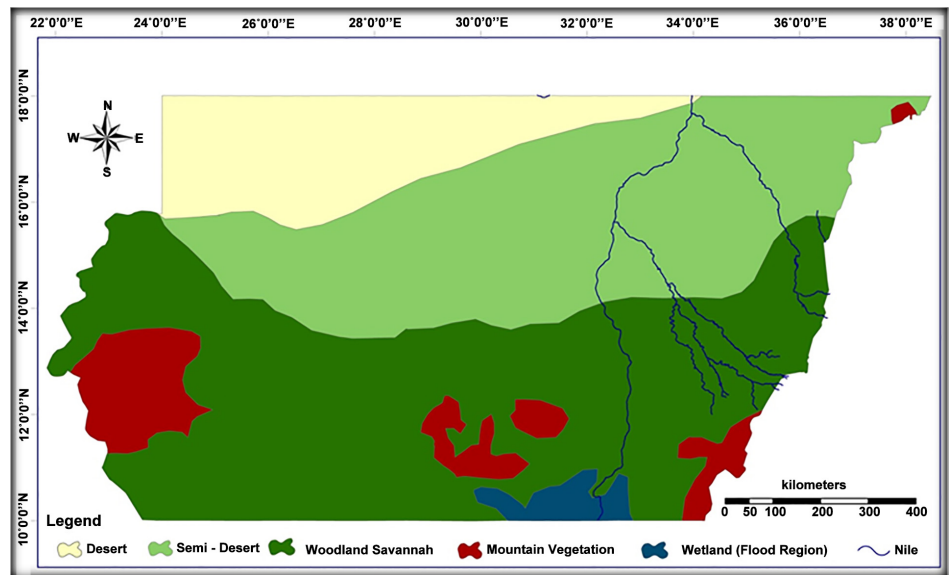 22°0'0"E 24°0'0"E 26°0'0"E 28°0'0"E 30°0'0"E 32°0'0"E 34°0'0"E 36°0'0"E 38°0'0"E
18°0'0"N
16°0'0"N
14°0'0"N
12°0'0"N
10°0'0"N
N
W E
S
kilometers
0 50 100 200 300 400
Legend
Desert Semi - Desert Woodland Savannah Mountain Vegetation Wetland (Flood Region) Nile